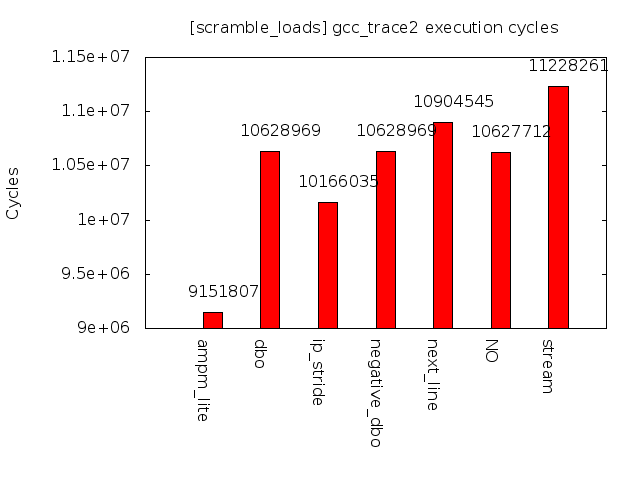 [scramble_loads] gcc_trace2 execution cycles
1.15e+07
1.1e+07
1.05e+07
1e+07
9.5e+06
9e+06
Cycles
9151807
10628969
10166035
10628969
10904545
10627712
11228261
ampm_lite
dbo
ip_stride
negative_dbo
next_line
NO
stream